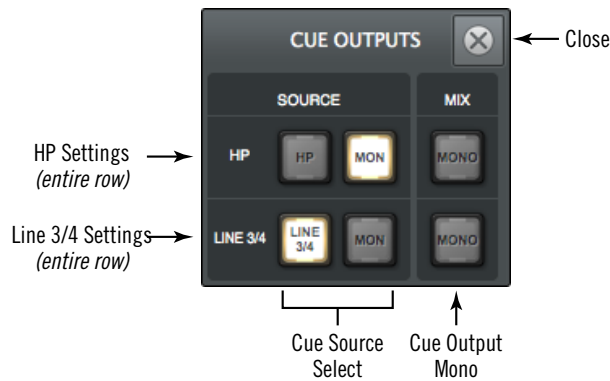 CUE OUTPUTS
Close
SOURCE
MIX
HP Settings
(entire row)
HP
HP
MON
MONO
Line 3/4 Settings
(entire row)
LINE 3/4
LINE
3/4
MON
MONO
Cue Source
Select
Cue Output
Mono